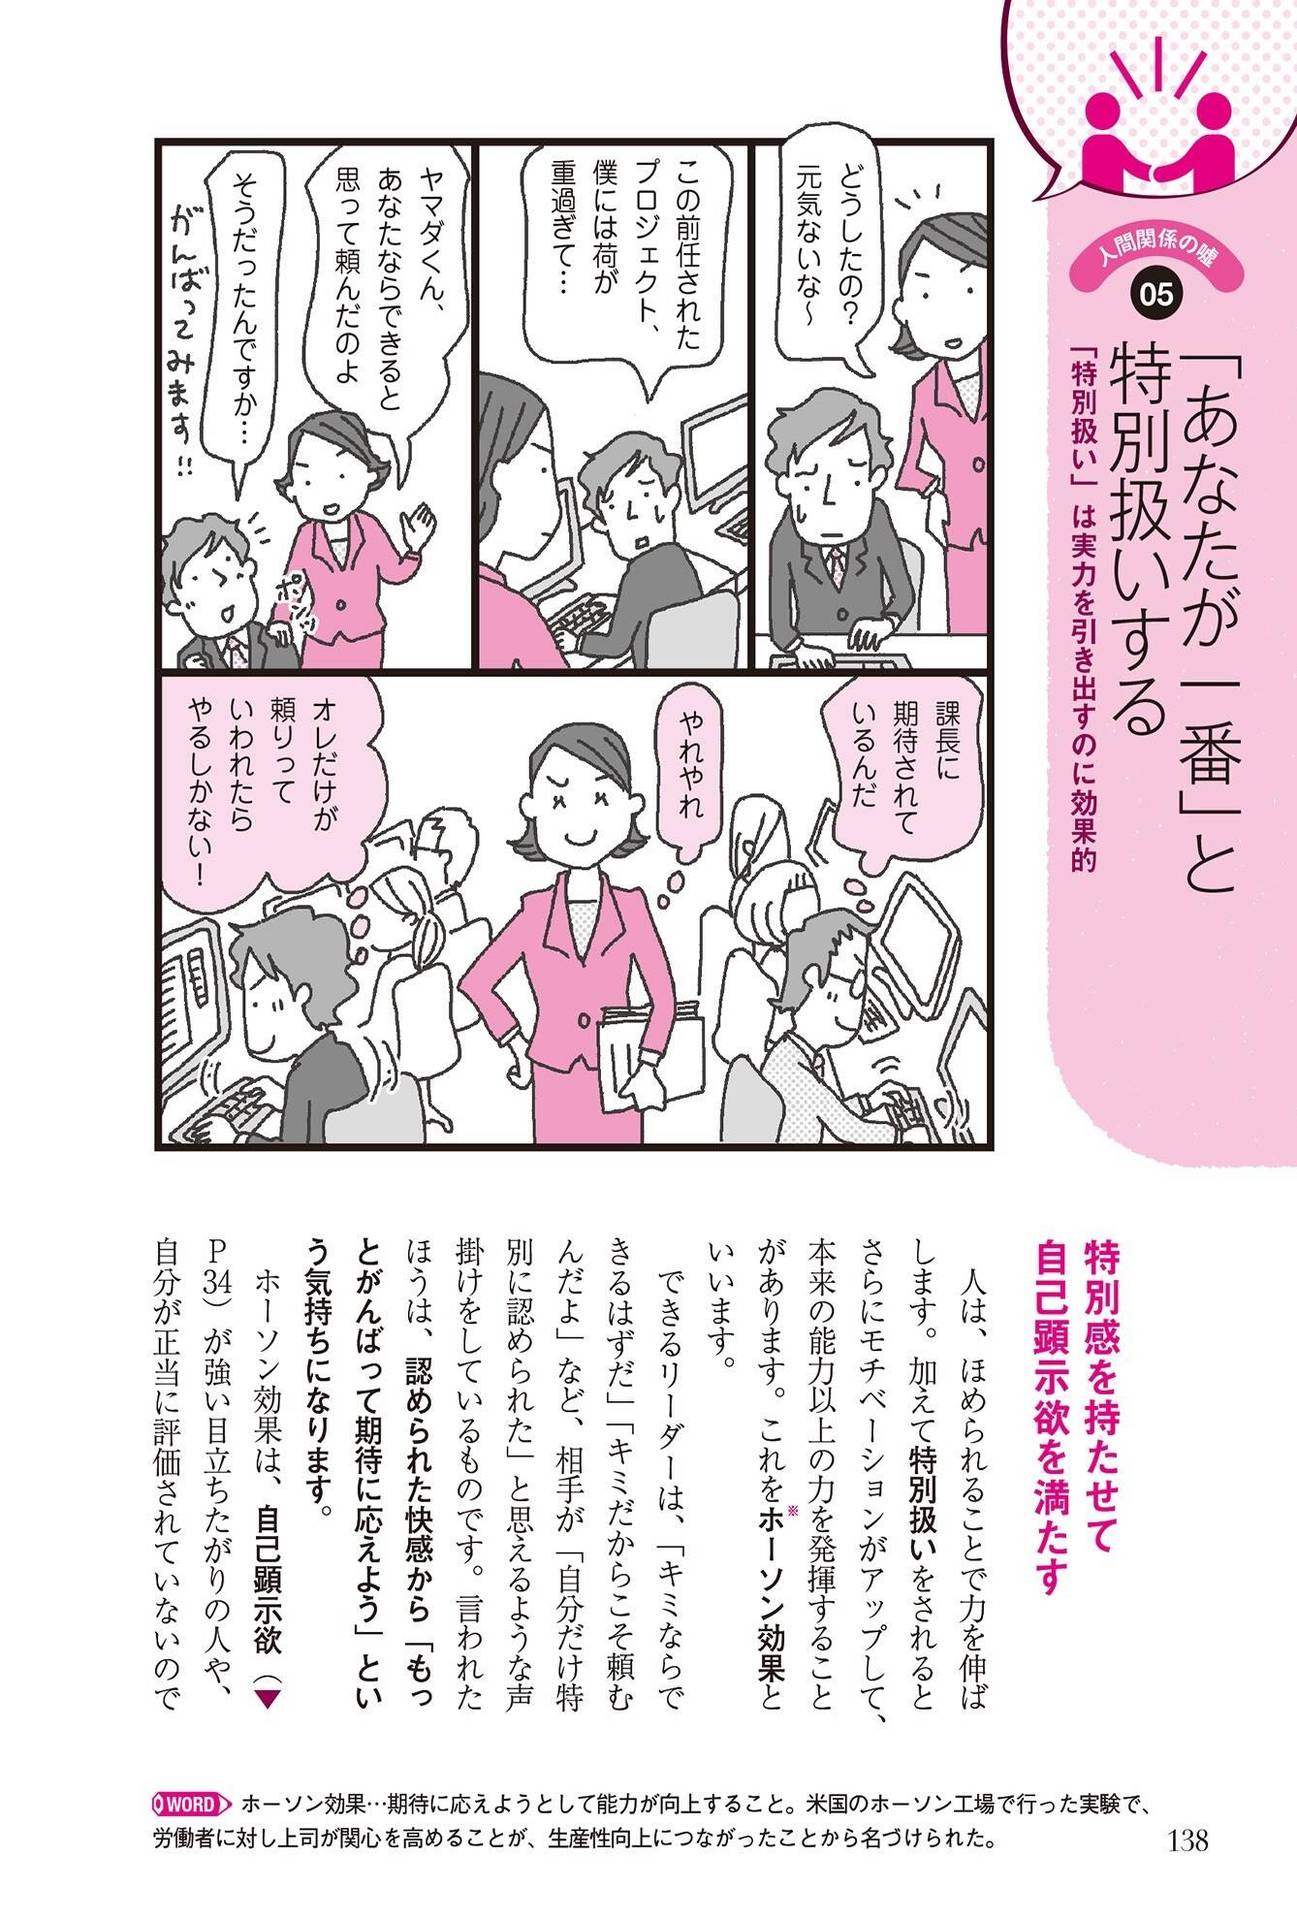 人間関係の嘘
05
「あなたが一番」と
特別扱いする
「特別扱い」は実力を引き出すのに効果的
どうしたの?
元気ないな〜
この前任された
プロジェクト、
僕には荷が
重過ぎて…
ヤマダくん、
あなたならできると
思って頼んだのよ
そうだったんですか…
がんばってみます!!
ポンッ
課長に
期待されて
いるんだ
やれやれ
オレだけが
頼りって
いわれたら
やるしかない!
特別感を持たせて
自己顕示欲を満たす
人は、ほめられることで力を伸ば
します。加えて特別扱いをされると
さらにモチベーションがアップして、
本来の能力以上の力を発揮すること
があります。これを※ホーソン効果と
いいます。
できるリーダーは、「キミならで
きるはずだ」「キミだからこそ頼む
んだよ」など、相手が「自分だけ特
別に認められた」と思えるような声
掛けをしているものです。言われた
ほうは、認められた快感から「もっ
とがんばって期待に応えよう」とい
う気持ちになります。
ホーソン効果は、自己顕示欲(▼
P34)が強い目立ちたがりの人や、
自分が正当に評価されていないので
WORD ホーソン効果…期待に応えようとして能力が向上すること。米国のホーソン工場で行った実験で、
労働者に対し上司が関心を高めることが、生産性向上につながったことから名づけられた。
138